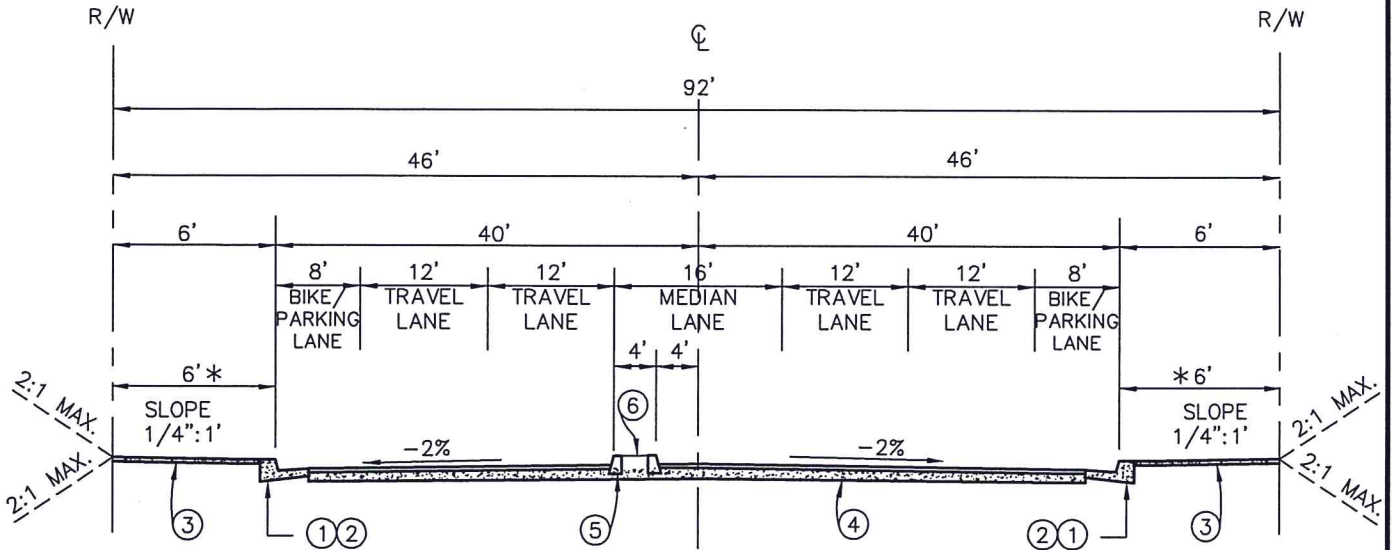 R/W
R/W
℄
92'
46'
46'
6'
40'
40'
6'
8'
12'
12'
16'
12'
12'
8'
BIKE/
PARKING
LANE
TRAVEL
LANE
TRAVEL
LANE
MEDIAN
LANE
TRAVEL
LANE
TRAVEL
LANE
BIKE/
PARKING
LANE
4'
4'
6'*
*6'
2:1 MAX.
SLOPE
1/4":1'
6
SLOPE
1/4":1'
2:1 MAX.
-2%
-2%
2:1 MAX.
2:1 MAX.
3
1 2
5
4
2 1
3